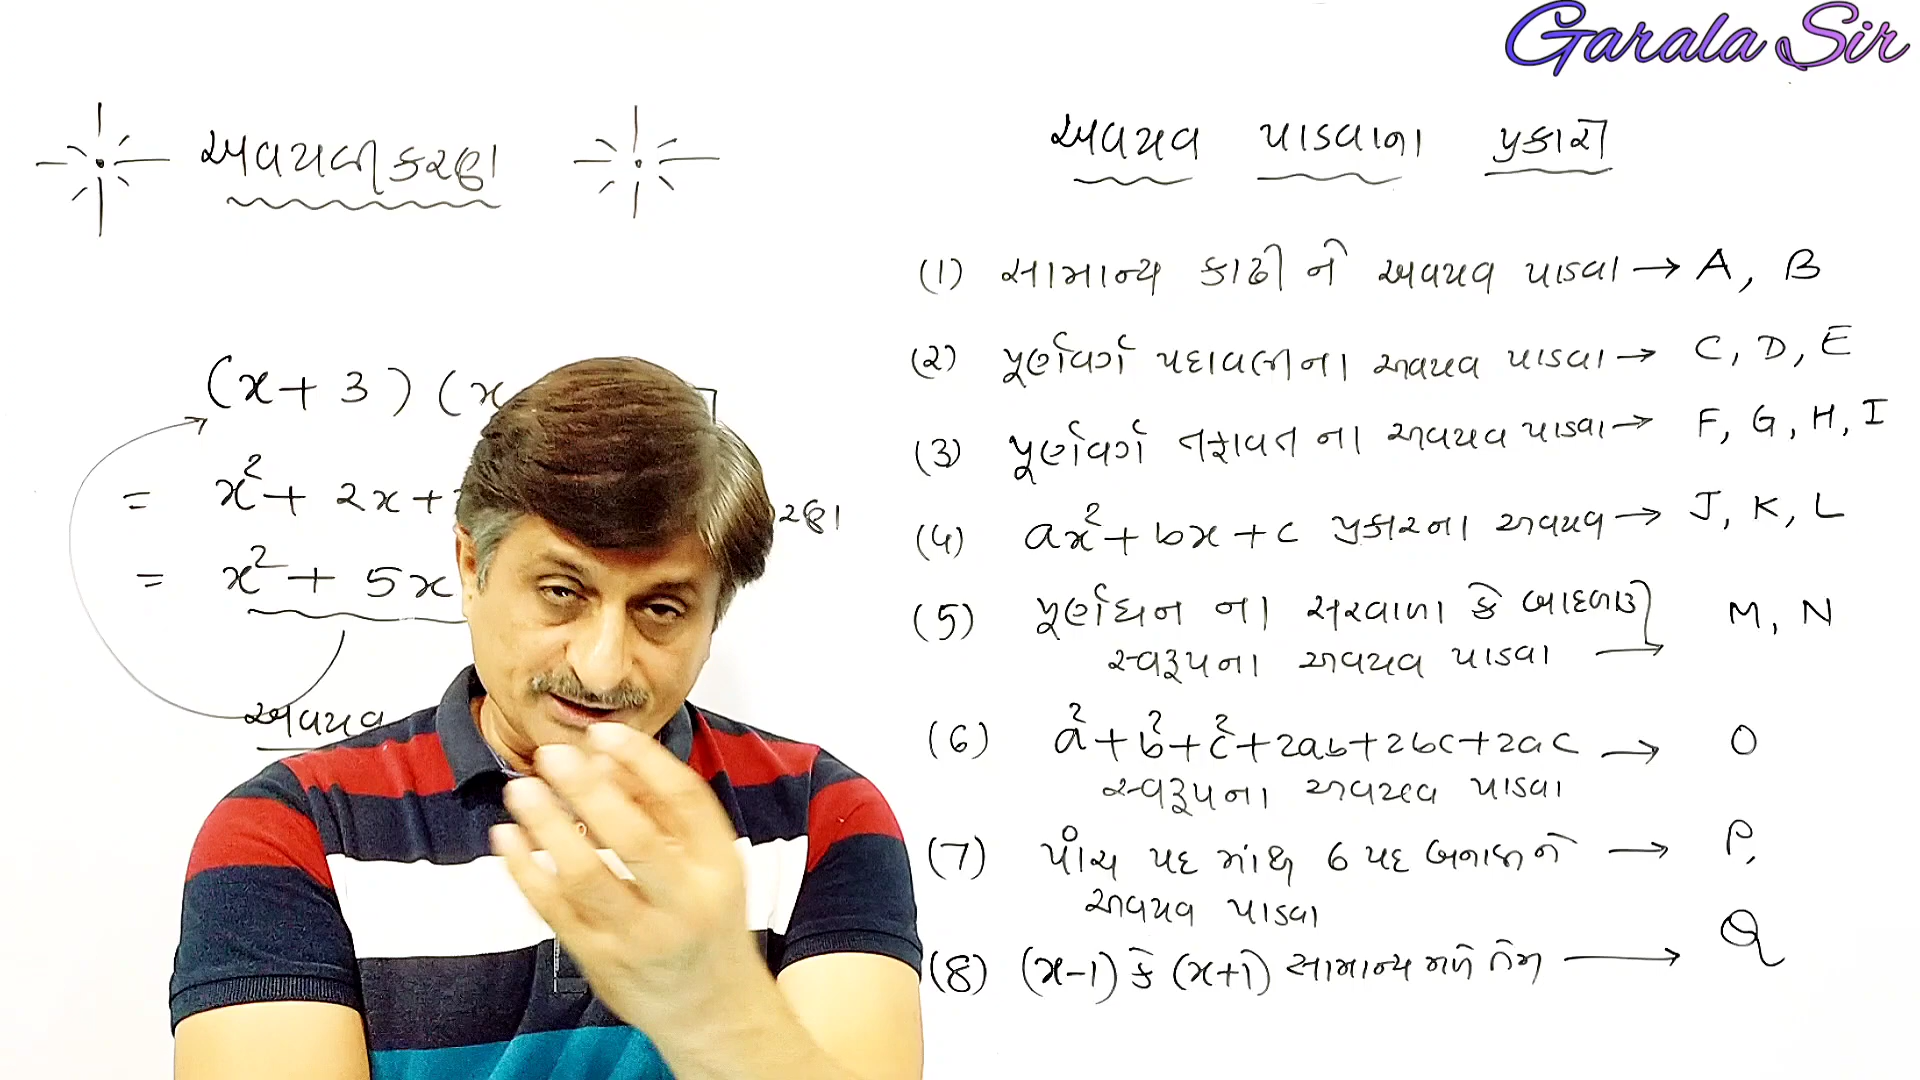 Garala Sir
અવયવીકરણ
(x + 3) (x
= x² + 2x +
= x² + 5x
અવયવ
અવયવ પાડવાના પ્રકારો
(1) સામાન્ય કાઢી ને અવયવ પાડવા → A, B
(2) પૂર્ણવર્ગ પદાવલીના અવયવ પાડવા → C, D, E
(3) પૂર્ણવર્ગ તફાવત ના અવયવ પાડવા → F, G, H, I
(4) ax² + bx + c પ્રકારના અવયવ → J, K, L
(5) પૂર્ણઘન ના સરવાળા કે બાદબાકી M, N
સ્વરૂપના અવયવ પાડવા →
(6) a² + b² + c² + 2ab + 2bc + 2ac → O
સ્વરૂપના અવયવ પાડવા
(7) પાંચ પદ માંથી 6 પદ બનાવીને → P,
અવયવ પાડવા
(8) (x-1) કે (x+1) સામાન્ય મળે તેમ → Q